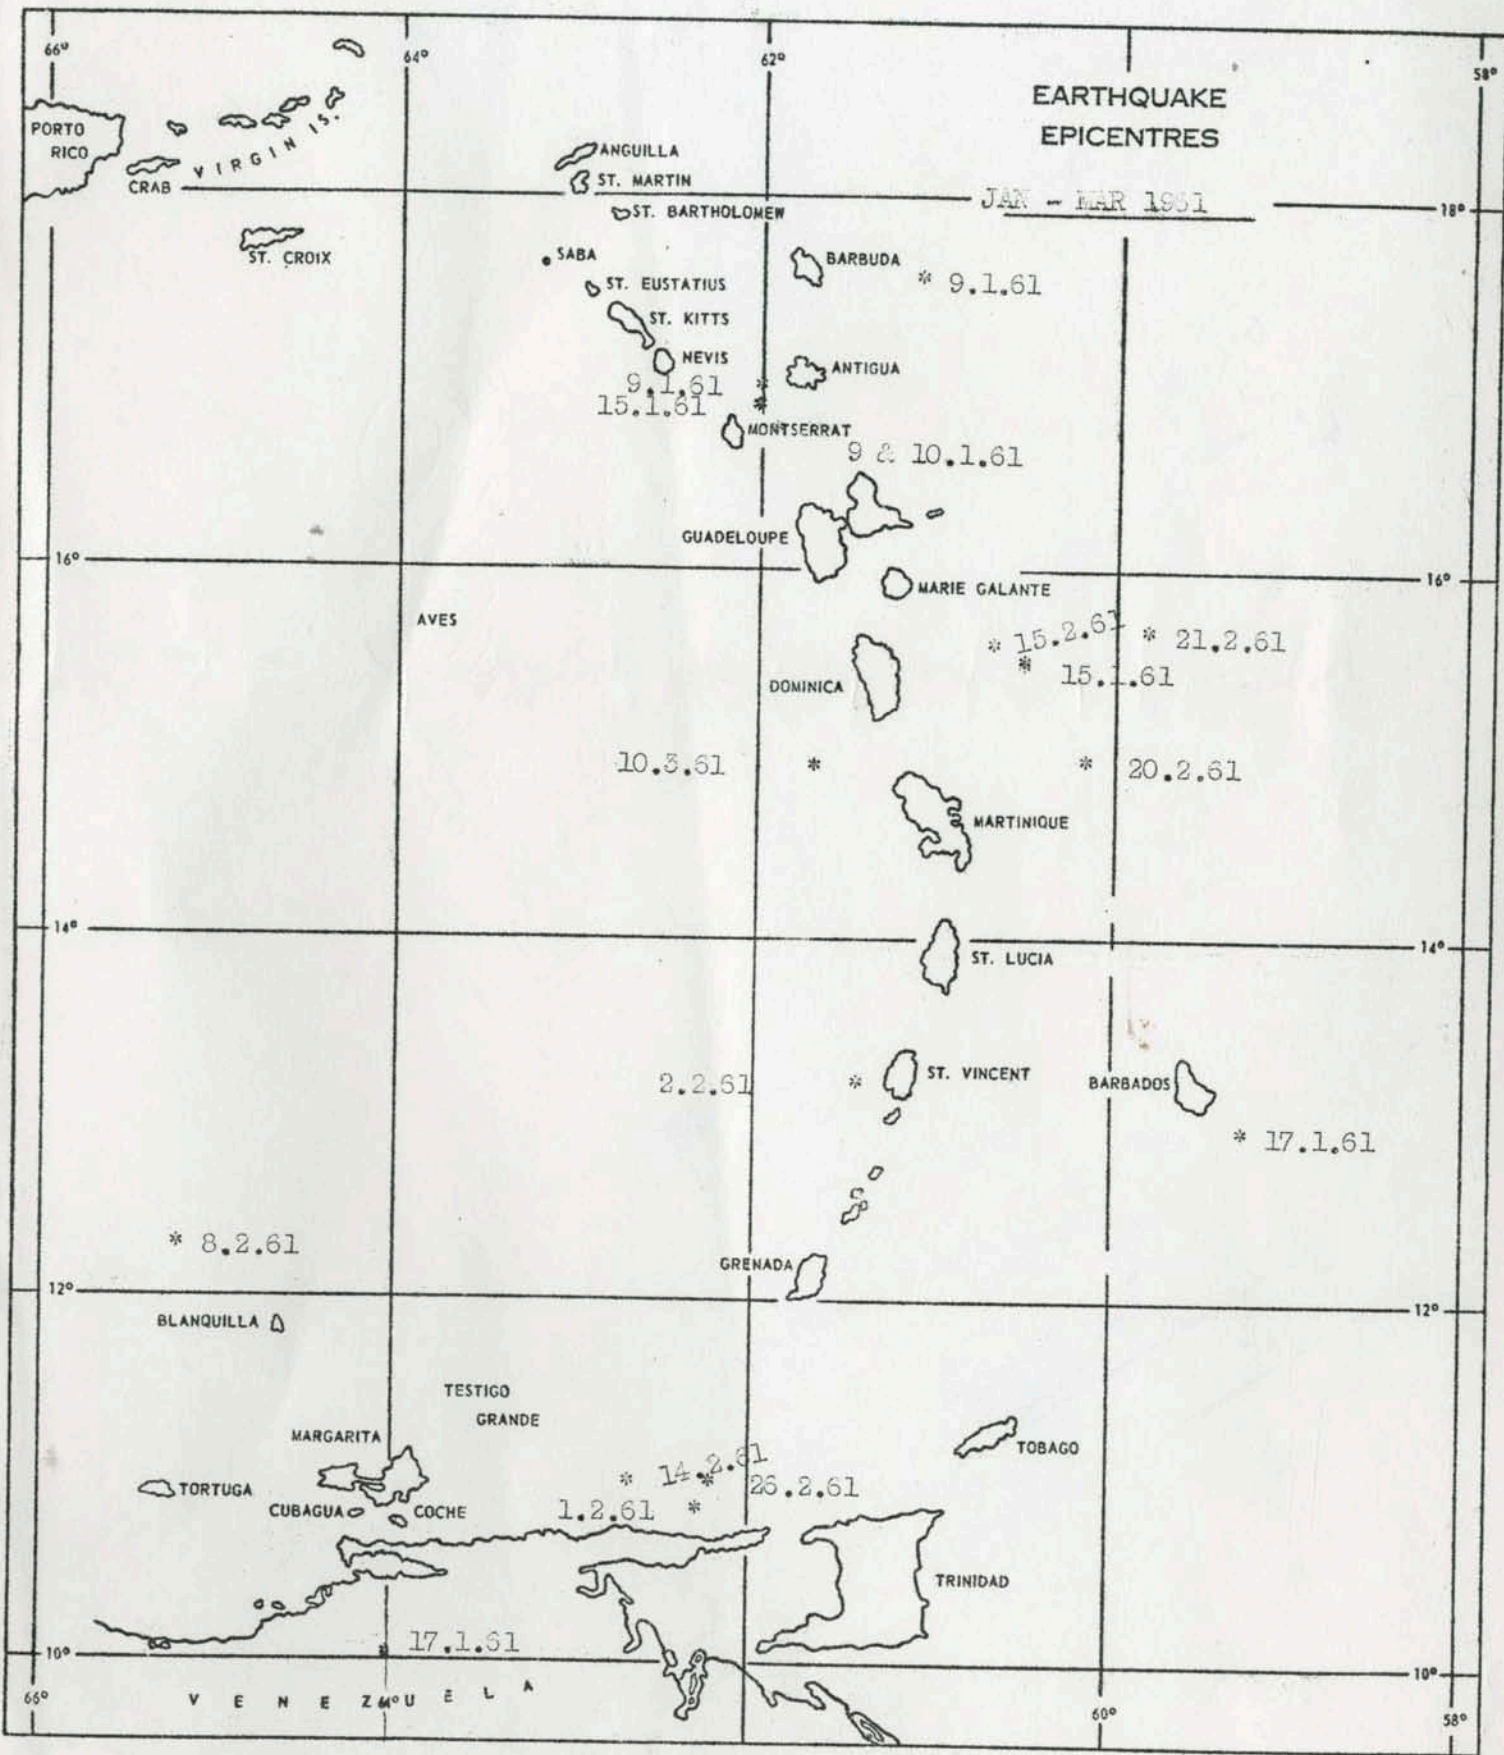 66°
64°
62°
58°
EARTHQUAKE
EPICENTRES
JAN - MAR 1961
PORTO
RICO
CRAB
VIRGIN IS.
ANGUILLA
ST. MARTIN
ST. BARTHOLOMEW
18°
ST. CROIX
SABA
BARBUDA
* 9.1.61
ST. EUSTATIUS
ST. KITTS
NEVIS
ANTIGUA
9.1.61 *
15.1.61 *
MONTSERRAT
9 & 10.1.61
GUADELOUPE
16°
MARIE GALANTE
16°
AVES
* 15.2.61
* 21.2.61
* 15.1.61
DOMINICA
10.3.61 *
* 20.2.61
MARTINIQUE
14°
14°
ST. LUCIA
2.2.61 *
ST. VINCENT
BARBADOS
* 17.1.61
* 8.2.61
GRENADA
12°
12°
BLANQUILLA
TESTIGO
GRANDE
MARGARITA
TOBAGO
TORTUGA
* 14.2.61
* 26.2.61
CUBAGUA
COCHE
1.2.61 *
TRINIDAD
17.1.61
10°
10°
66°
VENEZUELA
64°
60°
58°